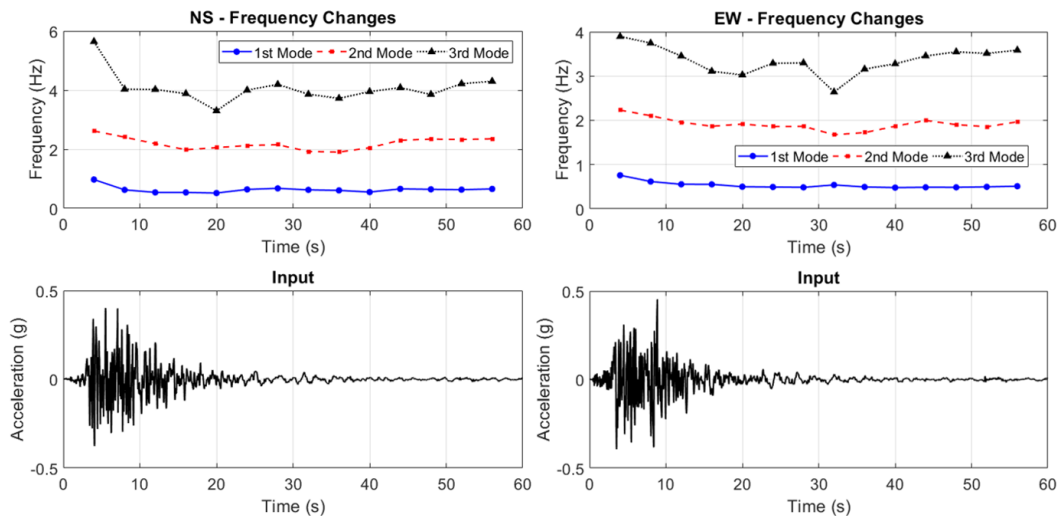 NS - Frequency Changes
6
4
2
0
Frequency (Hz)
1st Mode 2nd Mode 3rd Mode
0 10 20 30 40 50 60
Time (s)
EW - Frequency Changes
4
3
2
1
0
Frequency (Hz)
1st Mode 2nd Mode 3rd Mode
0 10 20 30 40 50 60
Time (s)
Input
0.5
0
-0.5
Acceleration (g)
0 10 20 30 40 50 60
Time (s)
Input
0.5
0
-0.5
Acceleration (g)
0 10 20 30 40 50 60
Time (s)